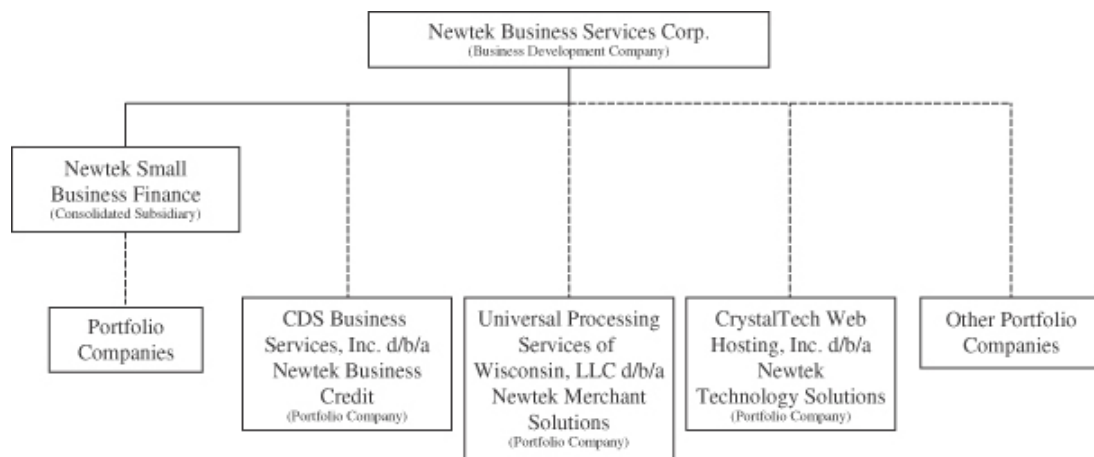 Newtek Business Services Corp.
(Business Development Company)
Newtek Small
Business Finance
(Consolidated Subsidiary)
Portfolio
Companies
CDS Business
Services, Inc. d/b/a
Newtek Business
Credit
(Portfolio Company)
Universal Processing
Services of
Wisconsin, LLC d/b/a
Newtek Merchant
Solutions
(Portfolio Company)
CrystalTech Web
Hosting, Inc. d/b/a
Newtek
Technology Solutions
(Portfolio Company)
Other Portfolio
Companies